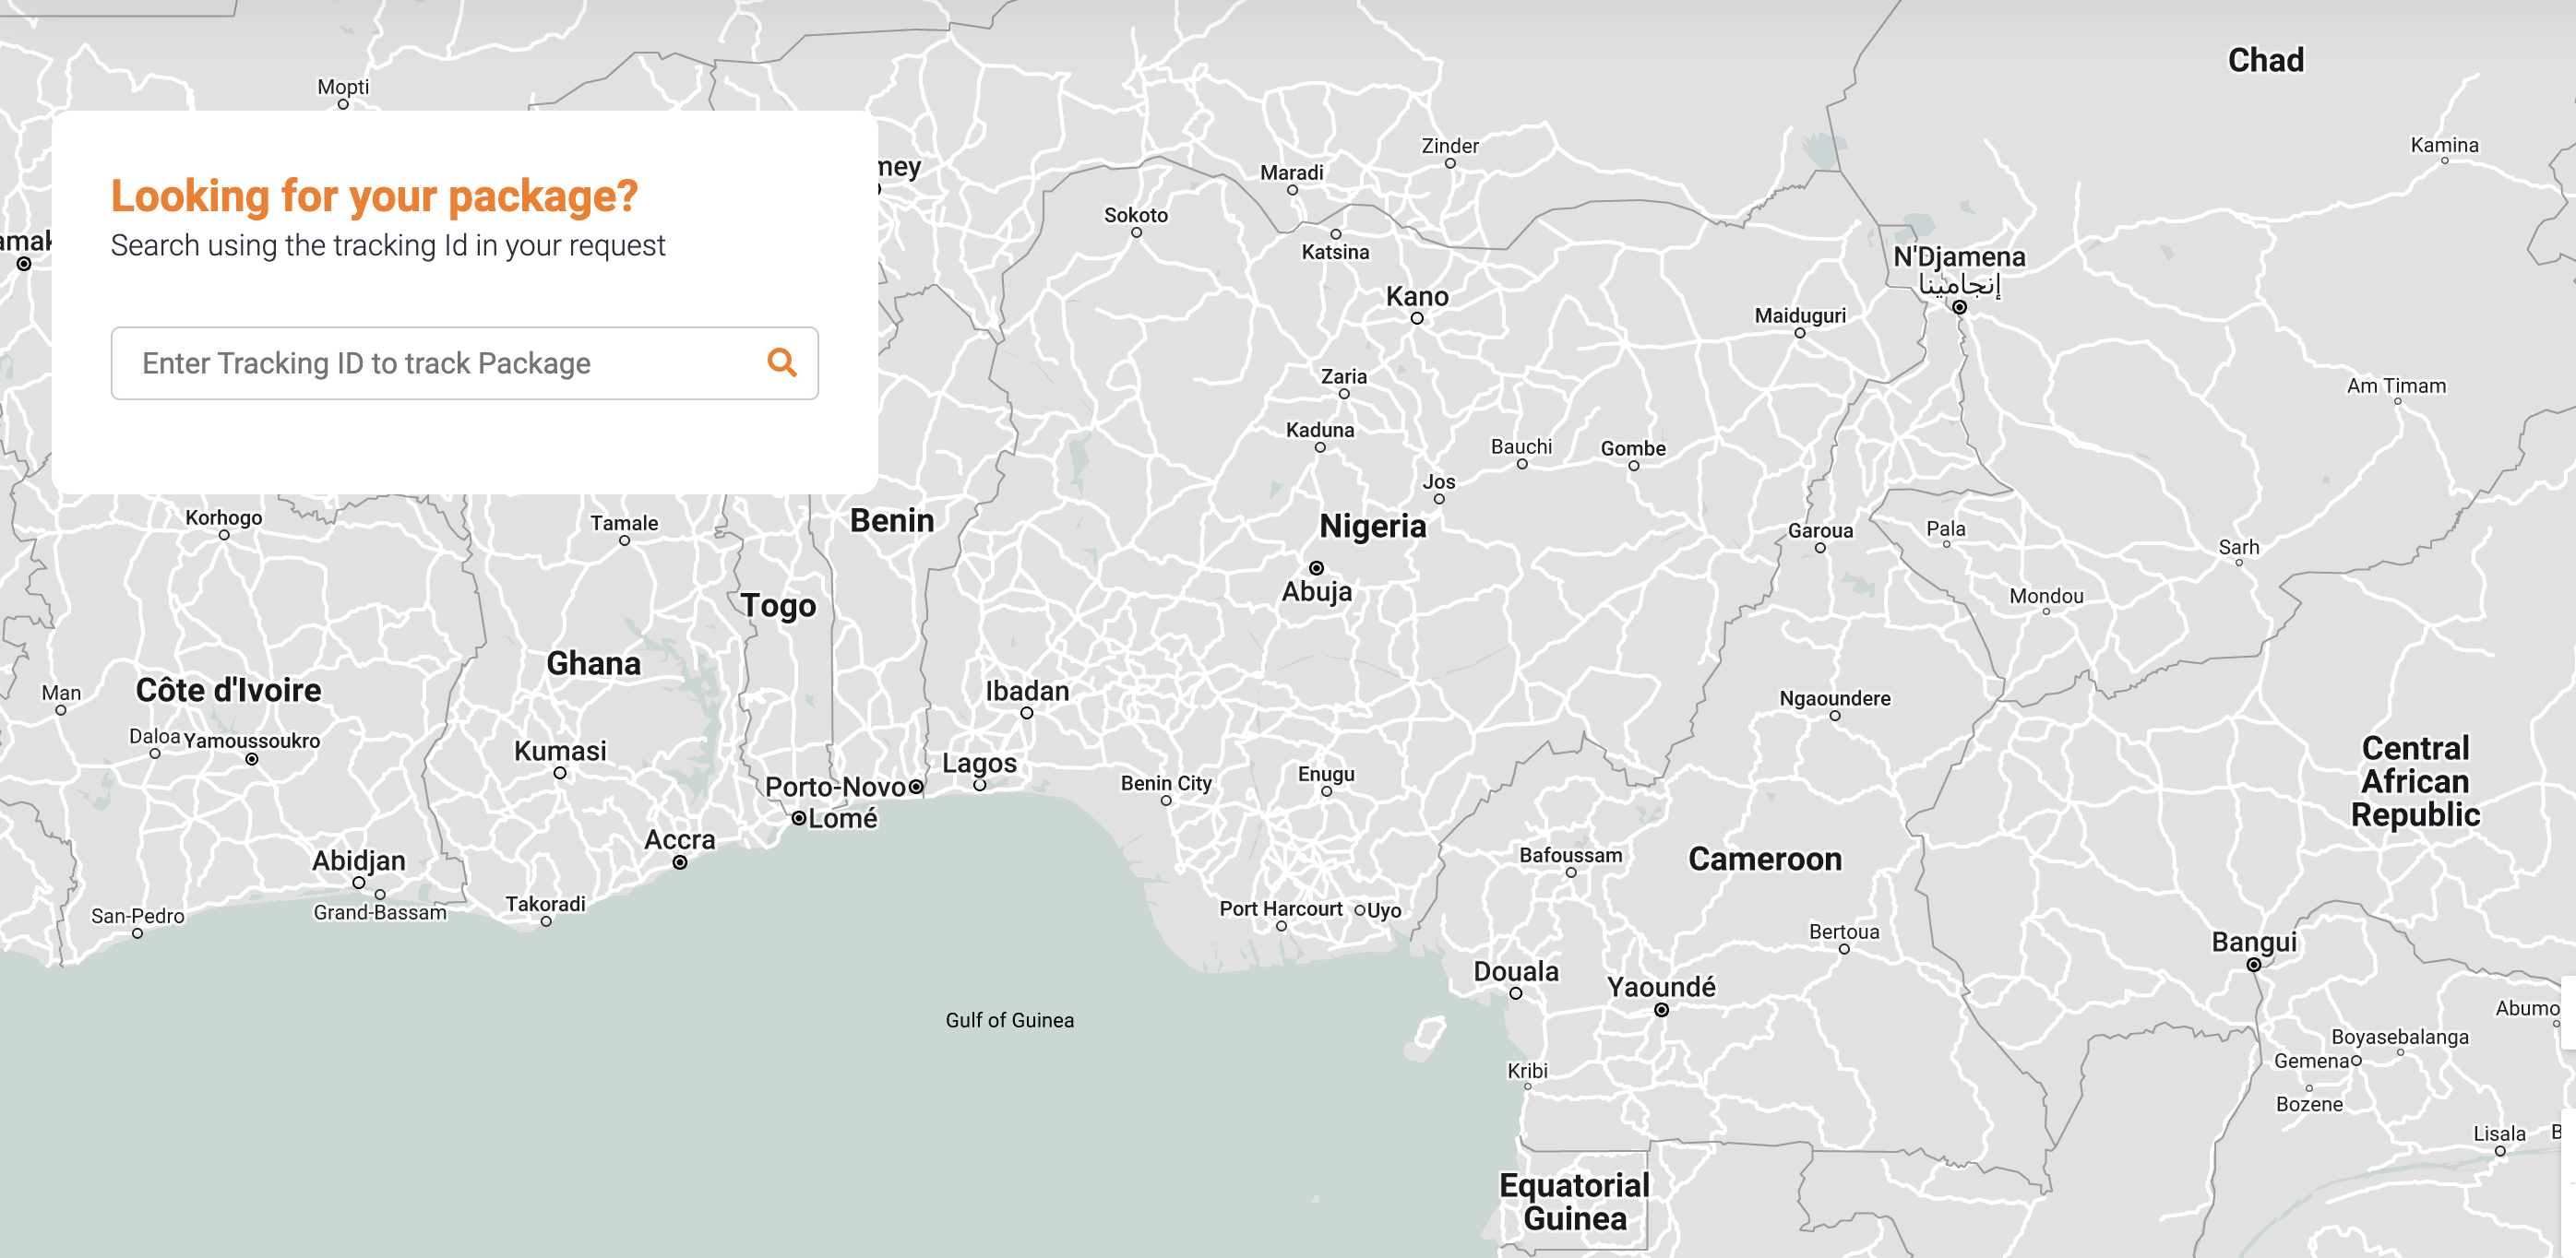 Chad
Mopti
Looking for your package?
Search using the tracking Id in your request
Enter Tracking ID to track Package
Zinder
Kamina
Maradi
Sokoto
Katsina
N'Djamena
إنجامينا
Kano
Maiduguri
Zaria
Am Timam
Kaduna
Bauchi
Gombe
Jos
Korhogo
Tamale
Benin
Nigeria
Garoua
Pala
Sarh
Abuja
Togo
Mondou
Ghana
Man
Côte d'Ivoire
Ibadan
Ngaoundere
Daloa
Yamoussoukro
Kumasi
Central
African
Republic
Lagos
Porto-Novo
Benin City
Enugu
Lomé
Accra
Abidjan
Bafoussam
Cameroon
Grand-Bassam
San-Pedro
Takoradi
Port Harcourt
Uyo
Bertoua
Bangui
Douala
Yaoundé
Gulf of Guinea
Abumo
Boyasebalanga
Gemena
Kribi
Bozene
Lisala
Equatorial
Guinea